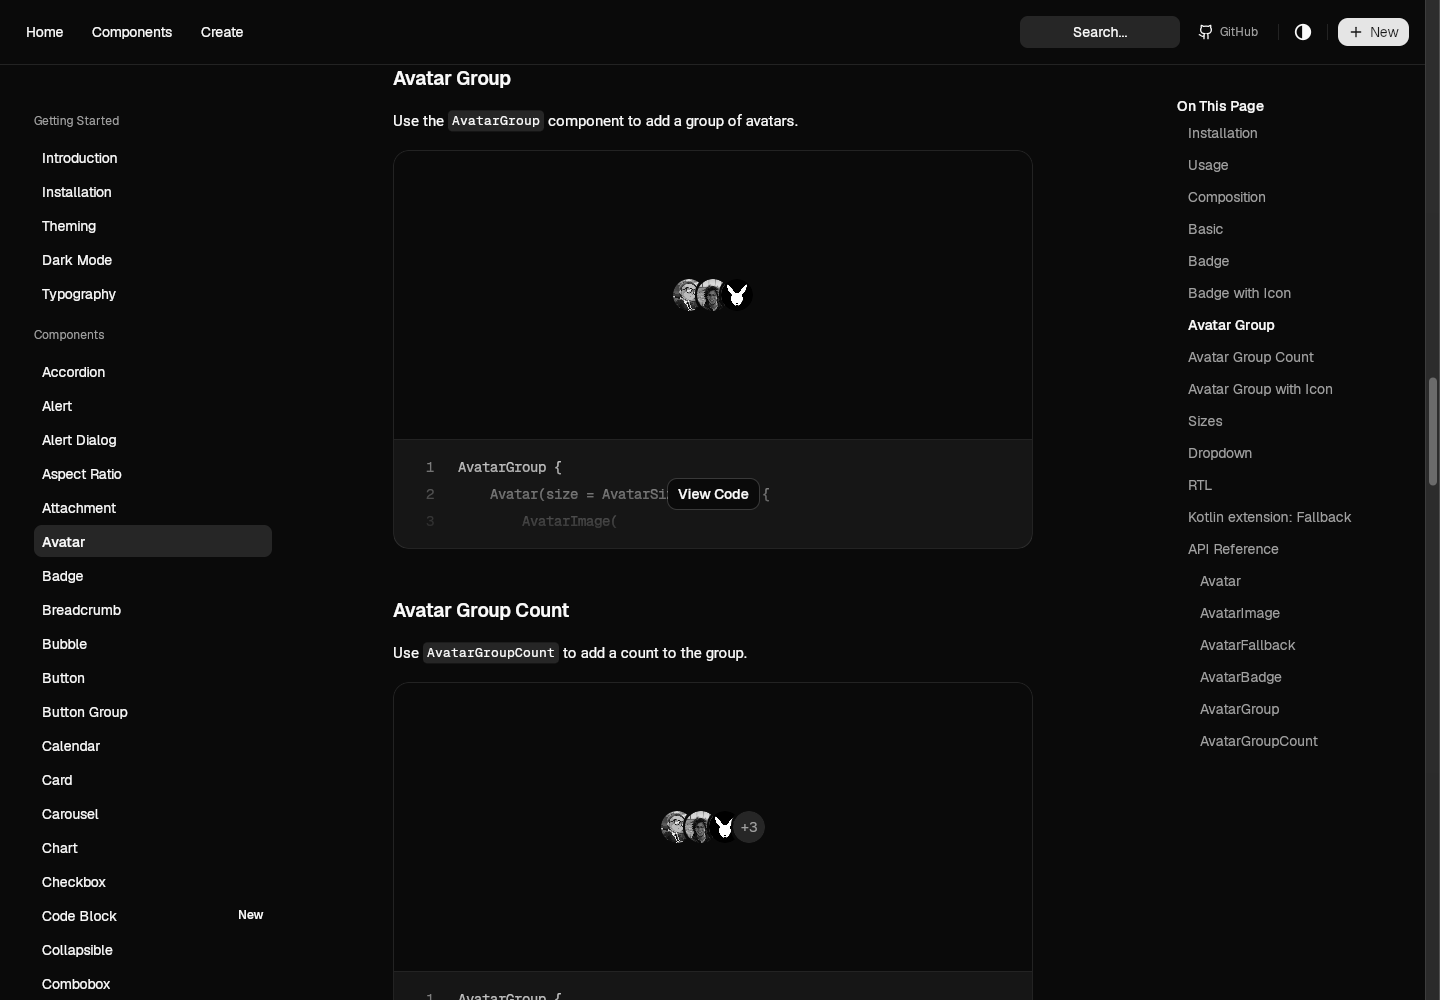 Home
Components
Create
Search...
GitHub
New
Getting Started
Introduction
Installation
Theming
Dark Mode
Typography
Components
Accordion
Alert
Alert Dialog
Aspect Ratio
Attachment
Avatar
Badge
Breadcrumb
Bubble
Button
Button Group
Calendar
Card
Carousel
Chart
Checkbox
Code Block New
Collapsible
Combobox
Avatar Group
Use the AvatarGroup component to add a group of avatars.
1 AvatarGroup {
2 Avatar(size = AvatarSi {
View Code
3 AvatarImage(
Avatar Group Count
Use AvatarGroupCount to add a count to the group.
+3
1 AvatarGroup {
On This Page
Installation
Usage
Composition
Basic
Badge
Badge with Icon
Avatar Group
Avatar Group Count
Avatar Group with Icon
Sizes
Dropdown
RTL
Kotlin extension: Fallback
API Reference
Avatar
AvatarImage
AvatarFallback
AvatarBadge
AvatarGroup
AvatarGroupCount